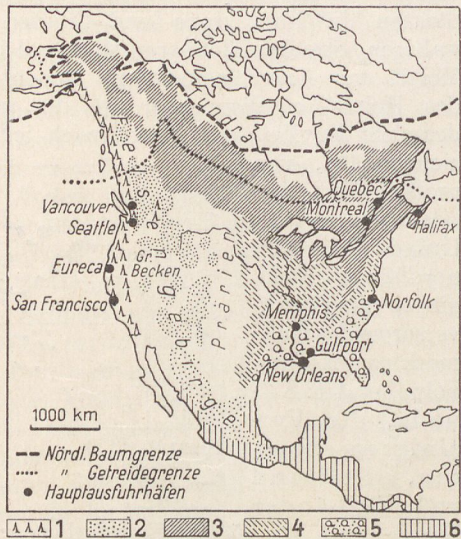 Tundra
Felsengebirge
Vancouver
Seattle
Quebec
Montreal
Halifax
Eureca
Gr.
Becken
Prärien
San Francisco
Norfolk
Memphis
Gulfport
New Orleans
1000 km
Nördl. Baumgrenze
" Getreidegrenze
Hauptausfuhrhäfen
1 2 3 4 5 6